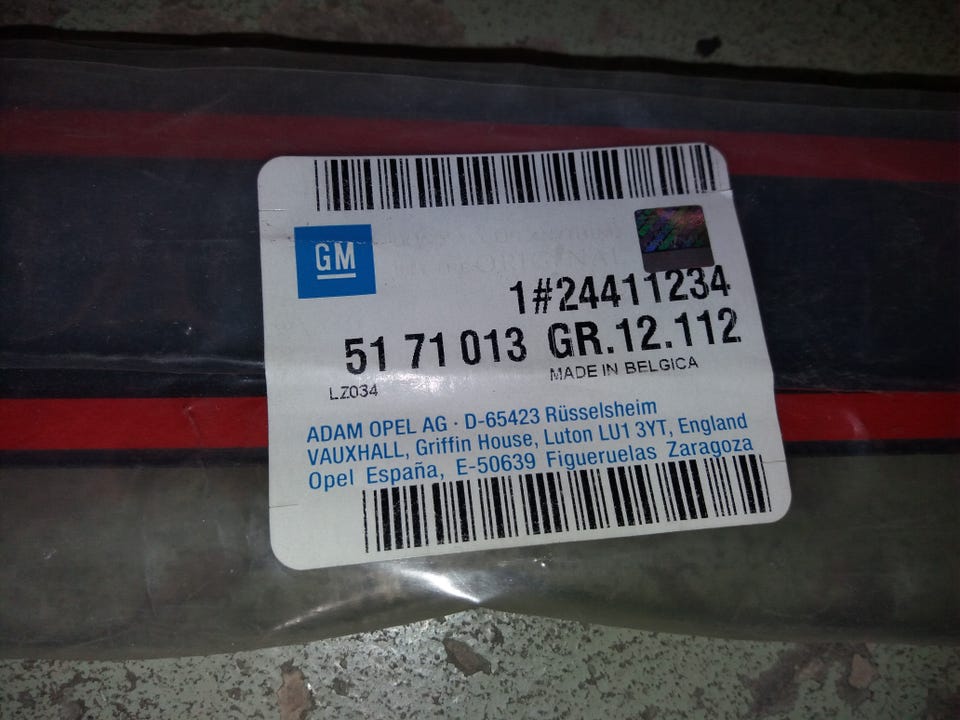 GM
ORIGINAL
1#24411234
51 71 013 GR.12.112
MADE IN BELGICA
LZ034
ADAM OPEL AG · D-65423 Rüsselsheim
VAUXHALL, Griffin House, Luton LU1 3YT, England
Opel España, E-50639 Figueruelas Zaragoza